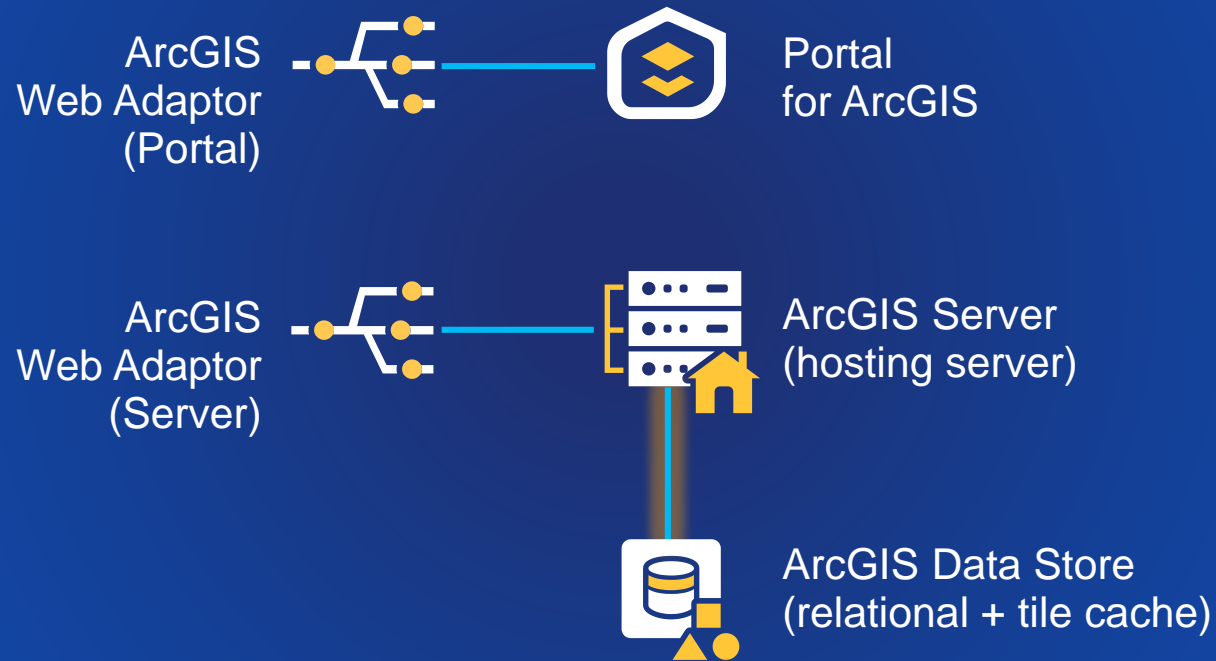 ArcGIS
Web Adaptor
(Portal)
Portal
for ArcGIS
ArcGIS
Web Adaptor
(Server)
ArcGIS Server
(hosting server)
ArcGIS Data Store
(relational + tile cache)